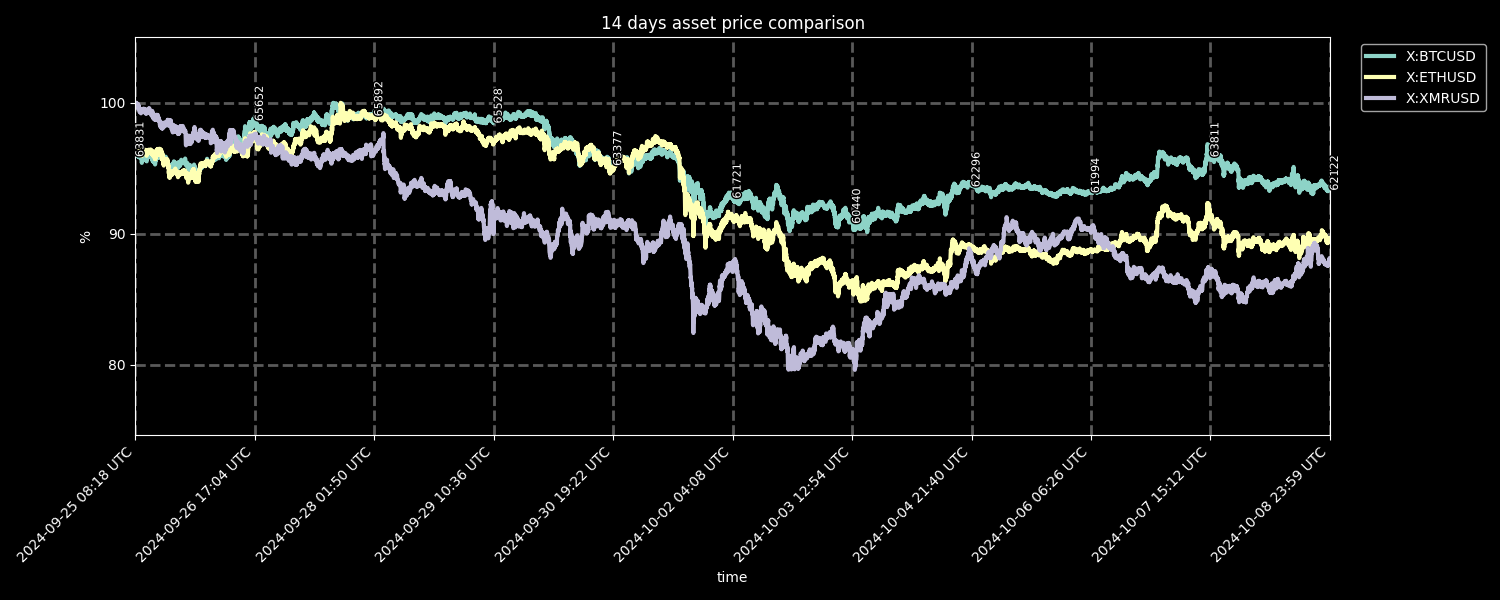 14 days asset price comparison
X:BTCUSD
X:ETHUSD
X:XMRUSD
%
100
90
80
63831
65652
65892
65528
63377
61721
60440
62296
61994
63811
62122
2024-09-25 08:18 UTC
2024-09-26 17:04 UTC
2024-09-28 01:50 UTC
2024-09-29 10:36 UTC
2024-09-30 19:22 UTC
2024-10-02 04:08 UTC
2024-10-03 12:54 UTC
2024-10-04 21:40 UTC
2024-10-06 06:26 UTC
2024-10-07 15:12 UTC
2024-10-08 23:59 UTC
time